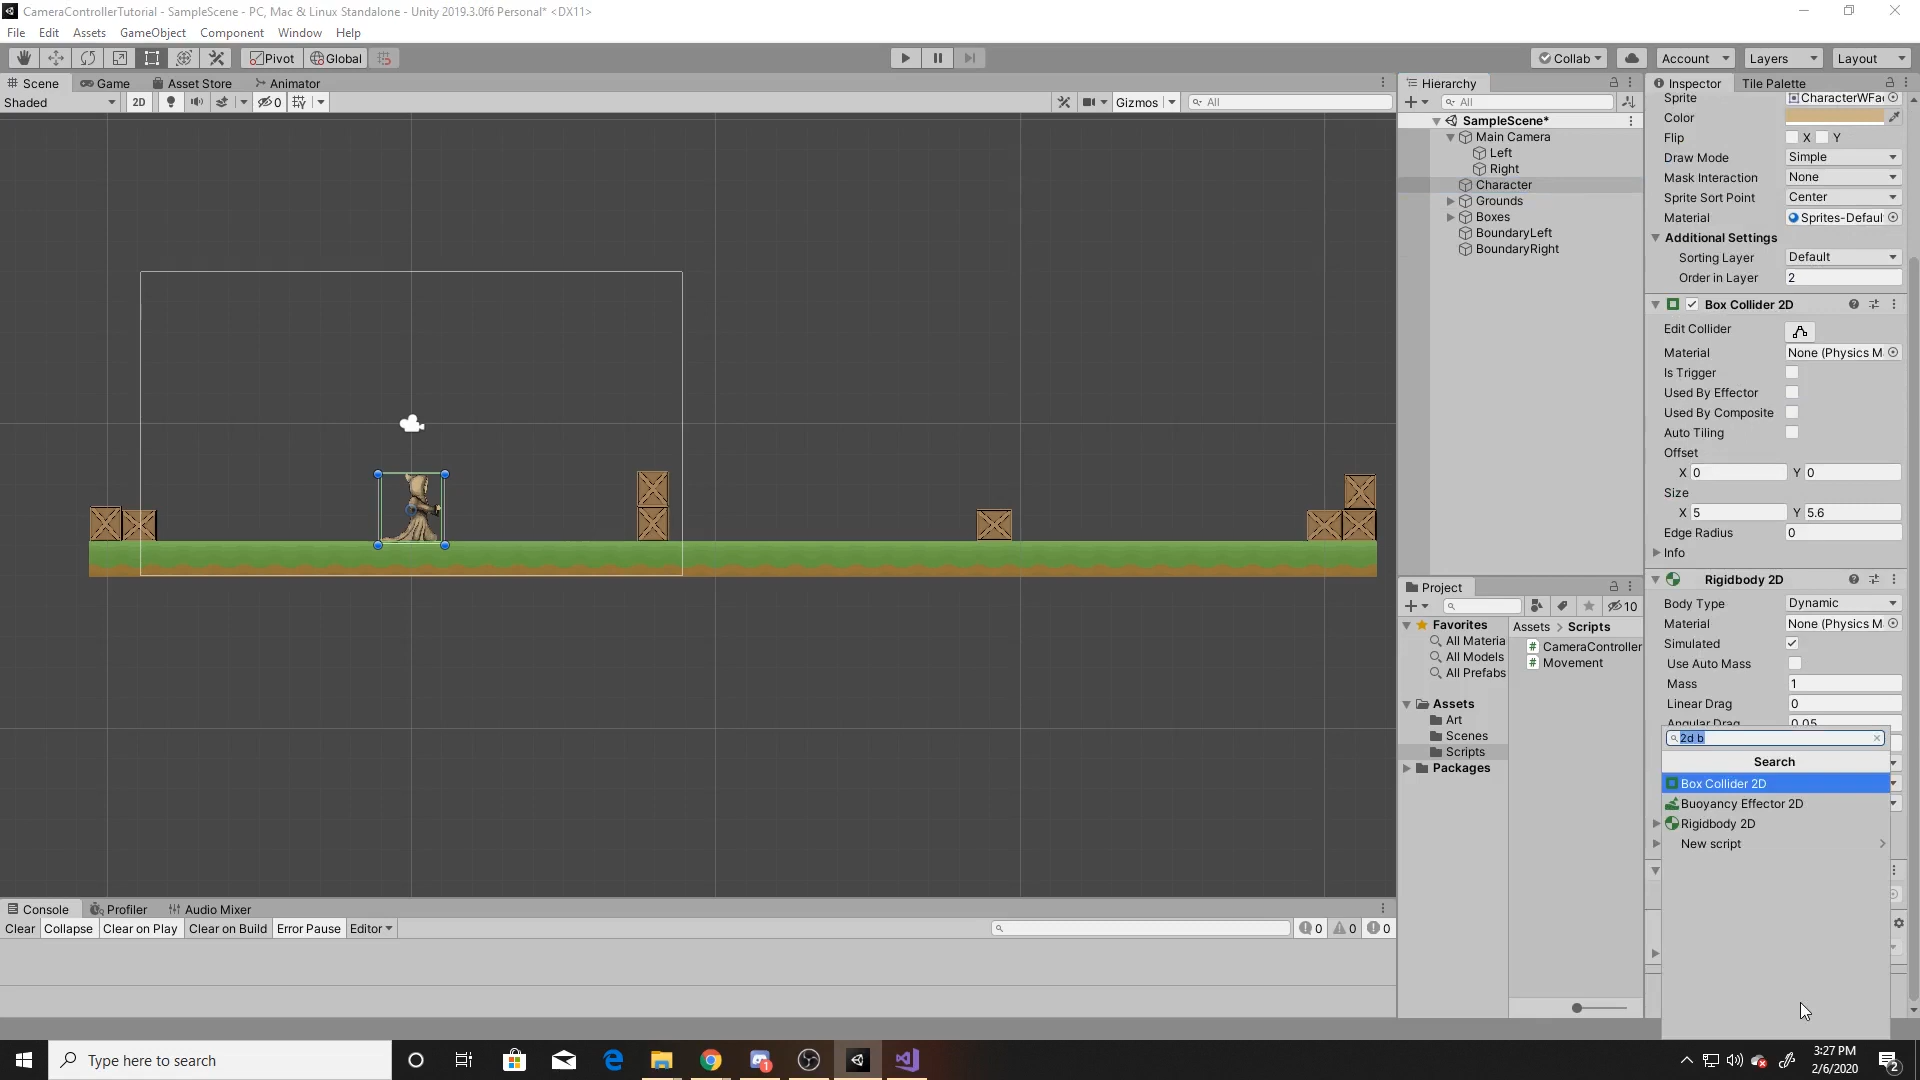 CameraControllerTutorial - SampleScene - PC, Mac & Linux Standalone - Unity 2019.3.0f6 Personal* <DX11>
File Edit Assets GameObject Component Window Help
Pivot Global Collab Account Layers Layout
Scene Game Asset Store Animator
Shaded 2D 0 Gizmos All
Hierarchy
All
SampleScene*
Main Camera
Left
Right
Character
Grounds
Boxes
BoundaryLeft
BoundaryRight
Project
10
Favorites
All Materia
All Models
All Prefabs
Assets
Art
Scenes
Scripts
Packages
Assets > Scripts
CameraController
Movement
Inspector Tile Palette
Sprite CharacterWFa
Color
Flip X Y
Draw Mode Simple
Mask Interaction None
Sprite Sort Point Center
Material Sprites-Defaul
Additional Settings
Sorting Layer Default
Order in Layer 2
Box Collider 2D
Edit Collider
Material None (Physics M
Is Trigger
Used By Effector
Used By Composite
Auto Tiling
Offset
X 0 Y 0
Size
X 5 Y 5.6
Edge Radius 0
Info
Rigidbody 2D
Body Type Dynamic
Material None (Physics M
Simulated
Use Auto Mass
Mass 1
Linear Drag 0
Angular Drag 0.05
2d b
Search
Box Collider 2D
Buoyancy Effector 2D
Rigidbody 2D
New script
Console Profiler Audio Mixer
Clear Collapse Clear on Play Clear on Build Error Pause Editor 0 0 0
Type here to search
1
3:27 PM
2/6/2020
2